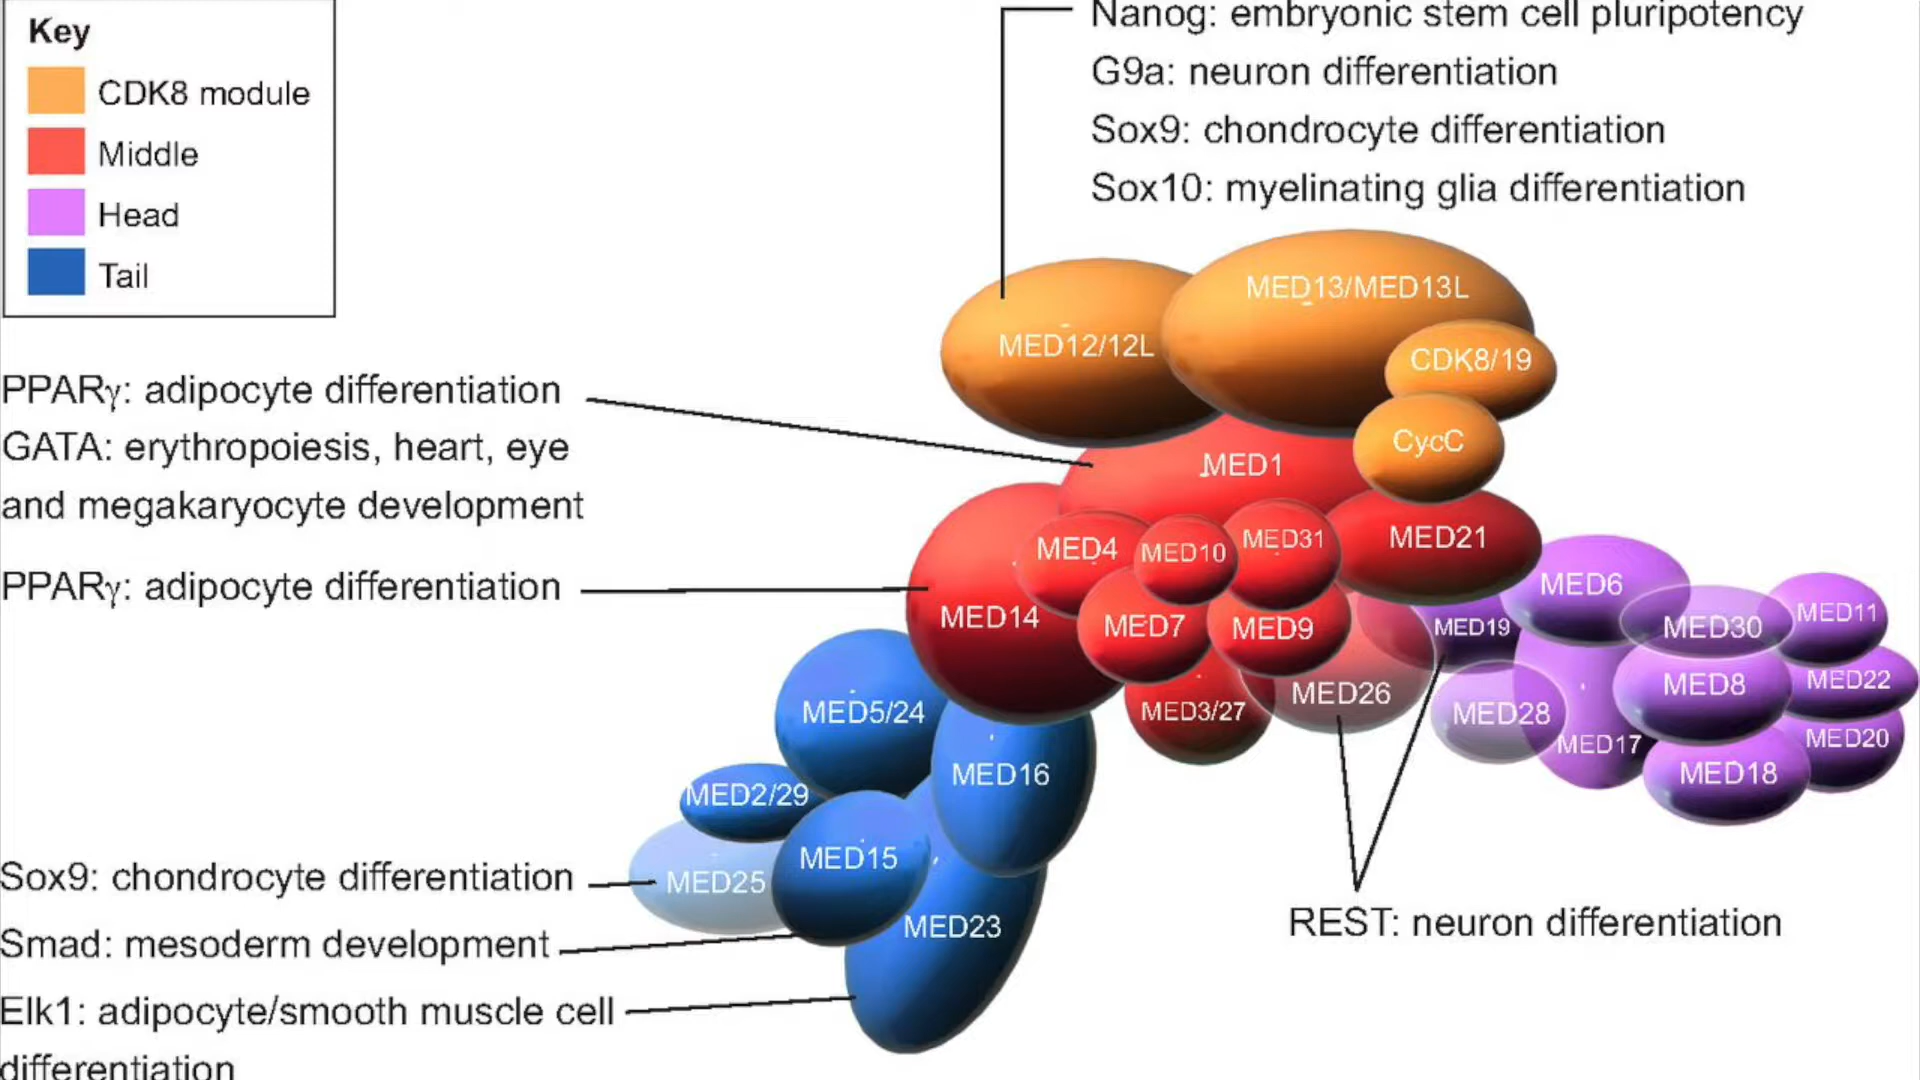 Key
CDK8 module
Middle
Head
Tail
Nanog: embryonic stem cell pluripotency
G9a: neuron differentiation
Sox9: chondrocyte differentiation
Sox10: myelinating glia differentiation
MED13/MED13L
MED12/12L
CDK8/19
CycC
PPARγ: adipocyte differentiation
GATA: erythropoiesis, heart, eye
and megakaryocyte development
MED1
MED4
MED10
MED31
MED21
PPARγ: adipocyte differentiation
MED14
MED7
MED9
MED19
MED6
MED30
MED11
MED5/24
MED3/27
MED26
MED28
MED8
MED22
MED17
MED20
MED18
MED16
MED2/29
MED15
MED25
MED23
Sox9: chondrocyte differentiation
Smad: mesoderm development
Elk1: adipocyte/smooth muscle cell
differentiation
REST: neuron differentiation